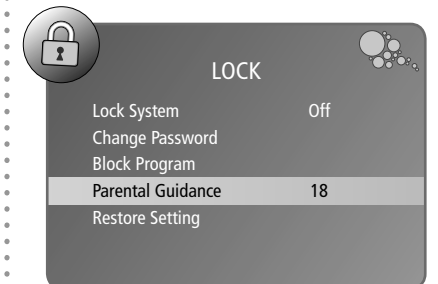 LOCK
Lock System Off
Change Password
Block Program
Parental Guidance 18
Restore Setting